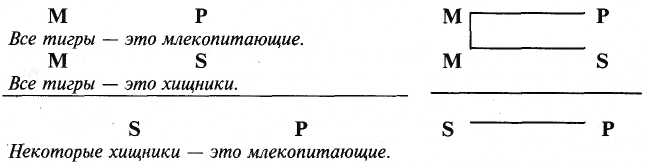 M P M P
Все тигры — это млекопитающие.
M S M S
Все тигры — это хищники.
S P S P
Некоторые хищники — это млекопитающие.